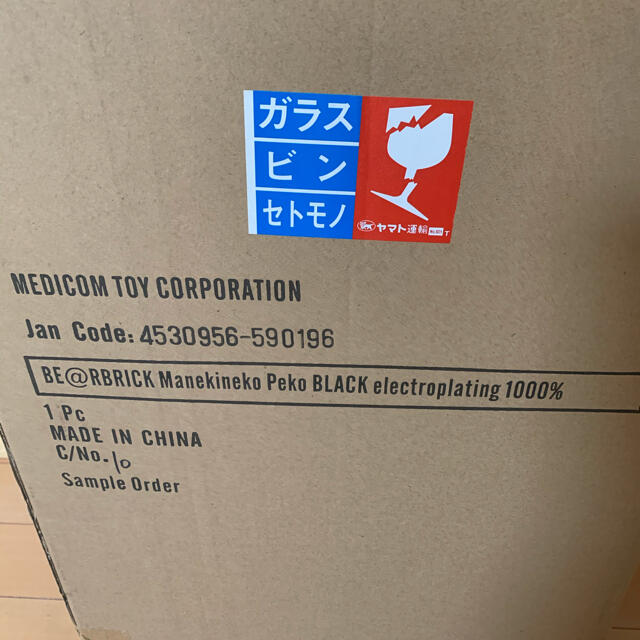 ガラス
ビン
セトモノ
ヤマト運輸
T
MEDICOM TOY CORPORATION
Jan Code: 4530956-590196
BE@RBRICK Manekineko Peko BLACK electroplating 1000%
1 Pc
MADE IN CHINA
C/No. 10
Sample Order